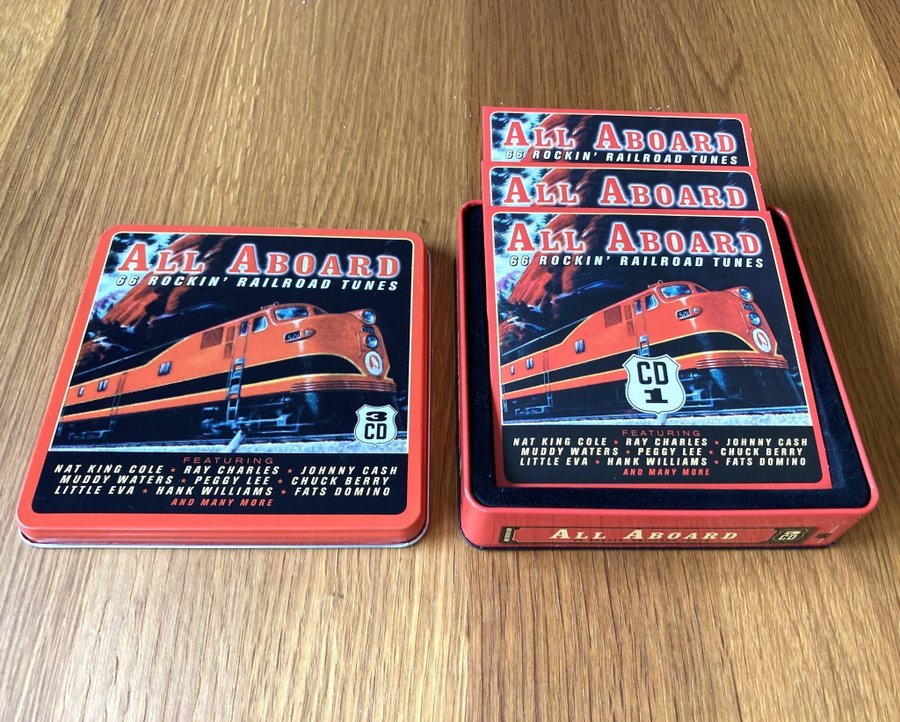 ALL ABOARD
66 ROCKIN' RAILROAD TUNES
3
CD
FEATURING
NAT KING COLE ★ RAY CHARLES ★ JOHNNY CASH
MUDDY WATERS ★ PEGGY LEE ★ CHUCK BERRY
LITTLE EVA ★ HANK WILLIAMS ★ FATS DOMINO
AND MANY MORE
ALL ABOARD
66 ROCKIN' RAILROAD TUNES
ALL ABOARD
ALL ABOARD
66 ROCKIN' RAILROAD TUNES
CD
1
FEATURING
NAT KING COLE ★ RAY CHARLES ★ JOHNNY CASH
MUDDY WATERS ★ PEGGY LEE ★ CHUCK BERRY
LITTLE EVA ★ HANK WILLIAMS ★ FATS DOMINO
AND MANY MORE
ALL ABOARD
3
CD